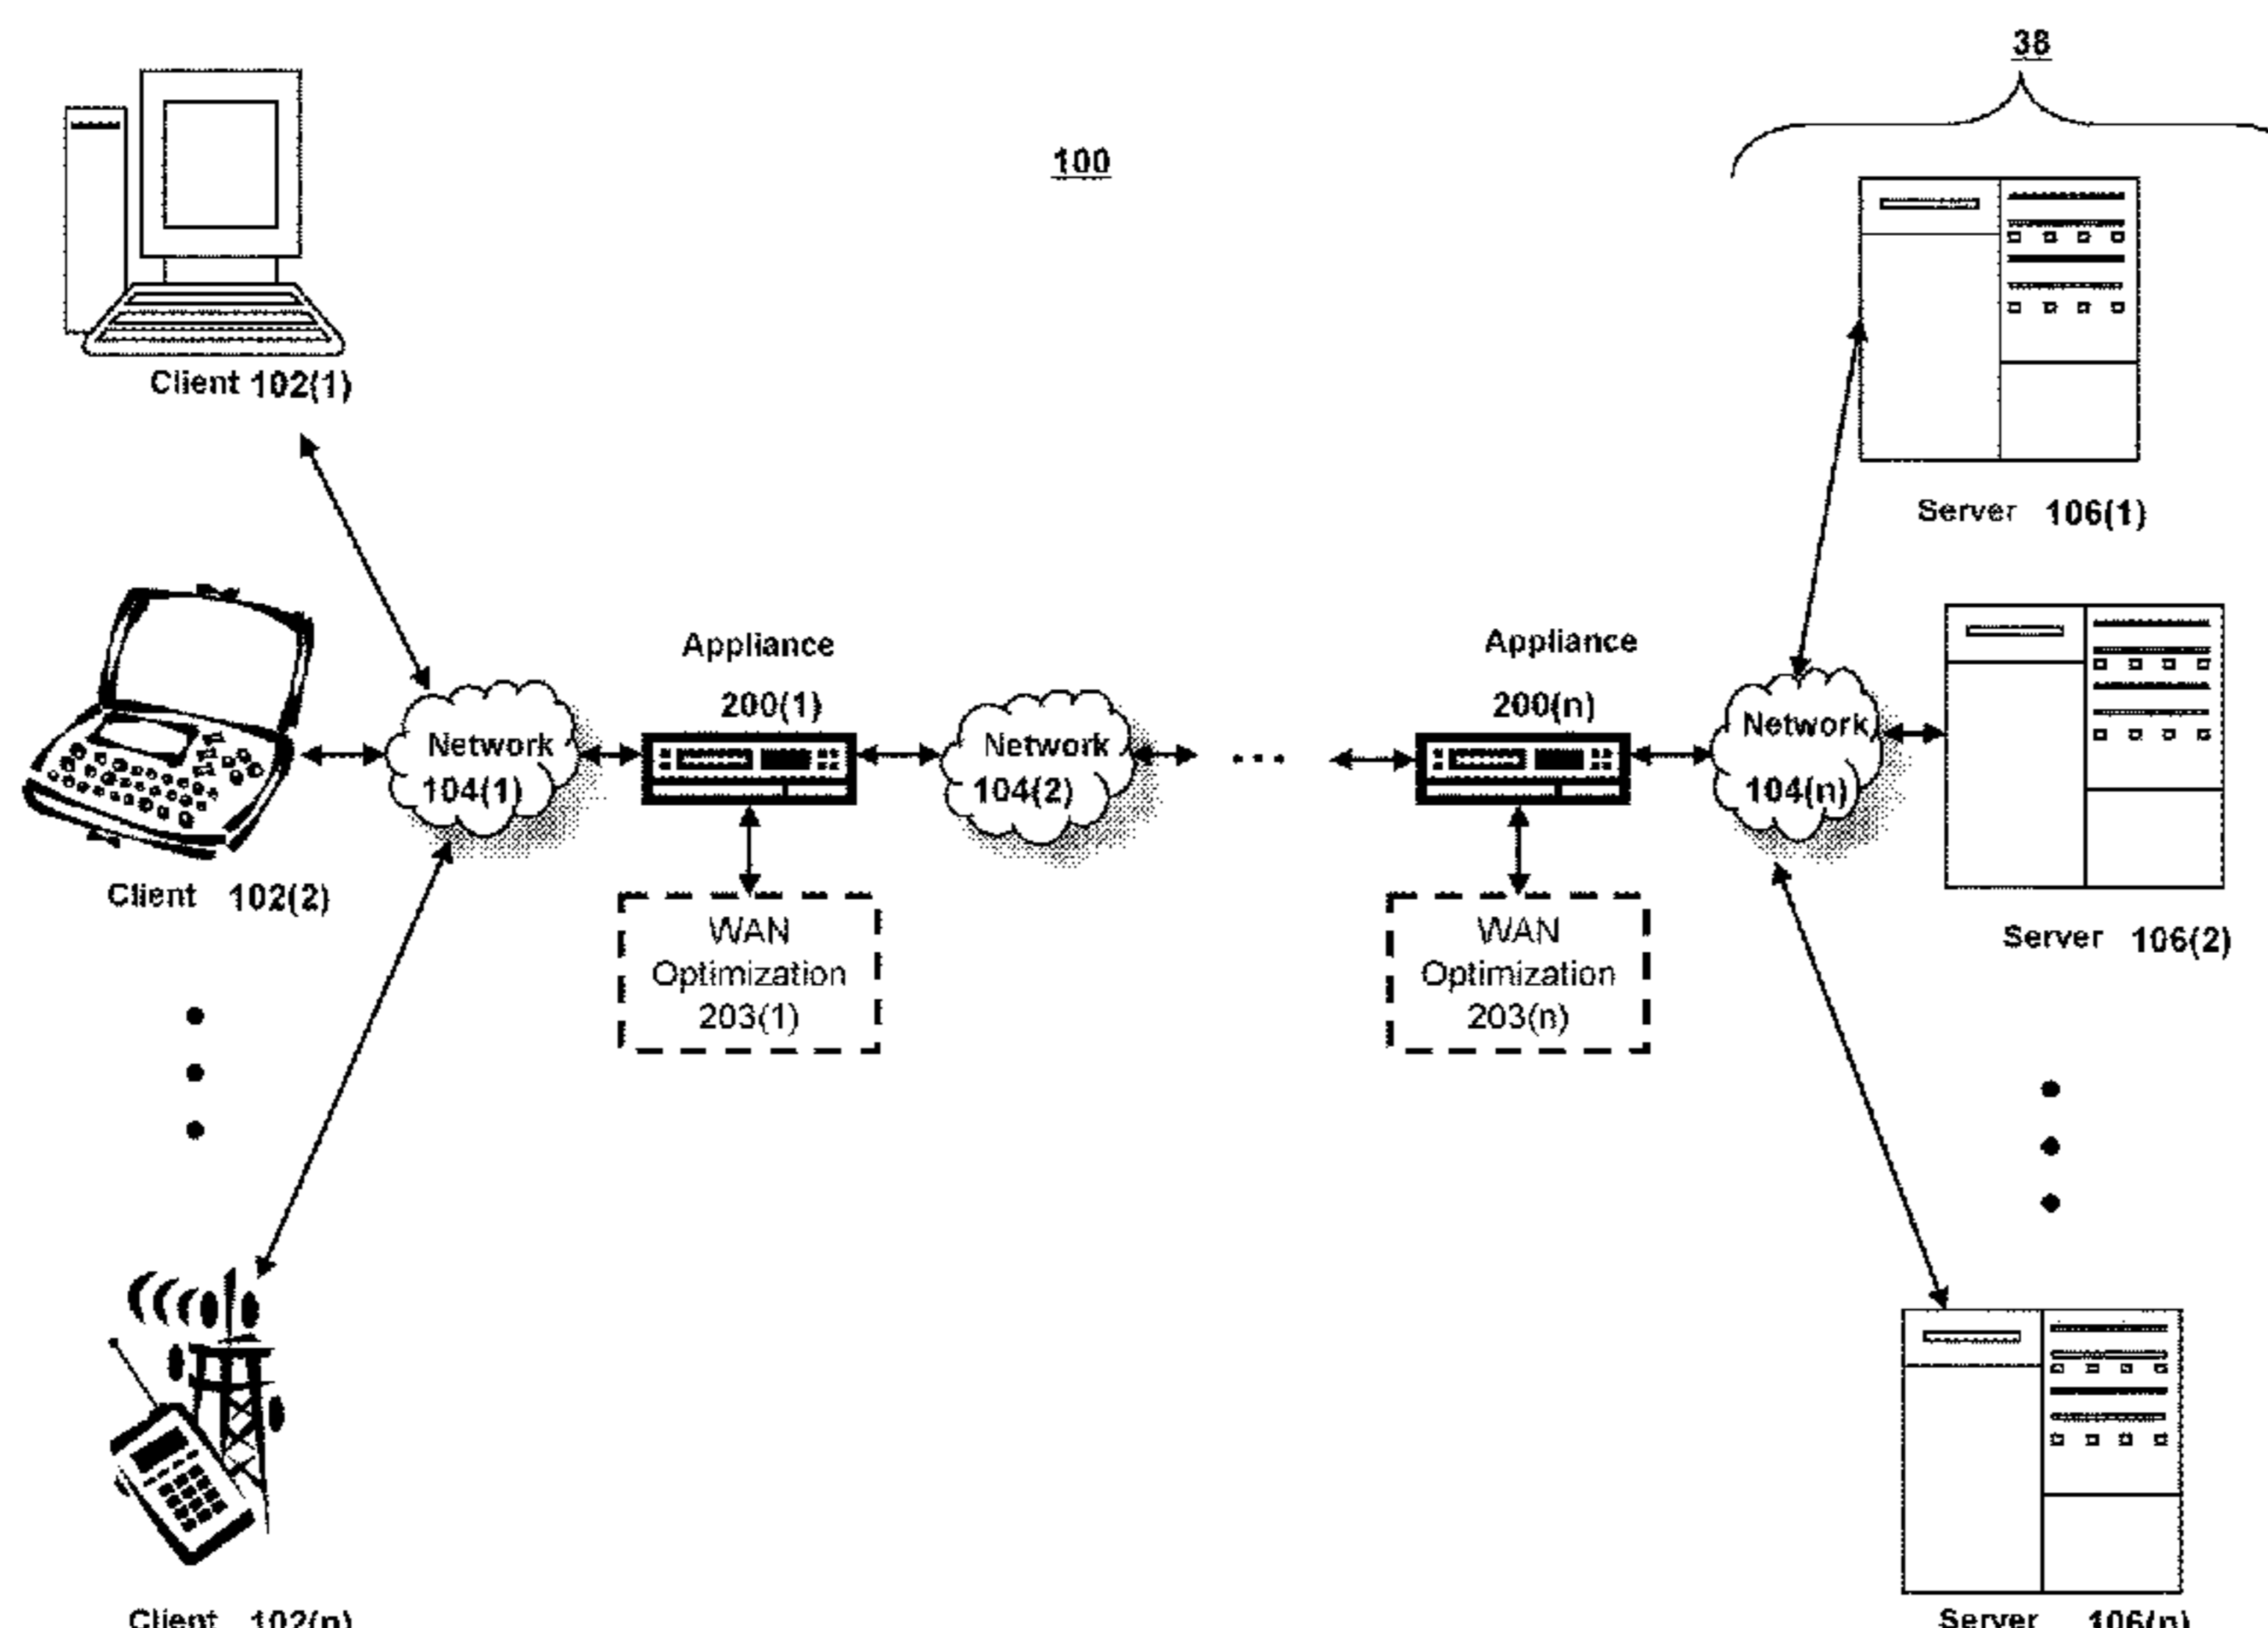 38
100
Client 102(1)
Server 106(1)
Appliance
200(1)
Appliance
200(n)
Network
104(1)
Network
104(2)
Network
104(n)
Client 102(2)
WAN
Optimization
203(1)
WAN
Optimization
203(n)
Server 106(2)
Client 102(n)
Server 106(n)